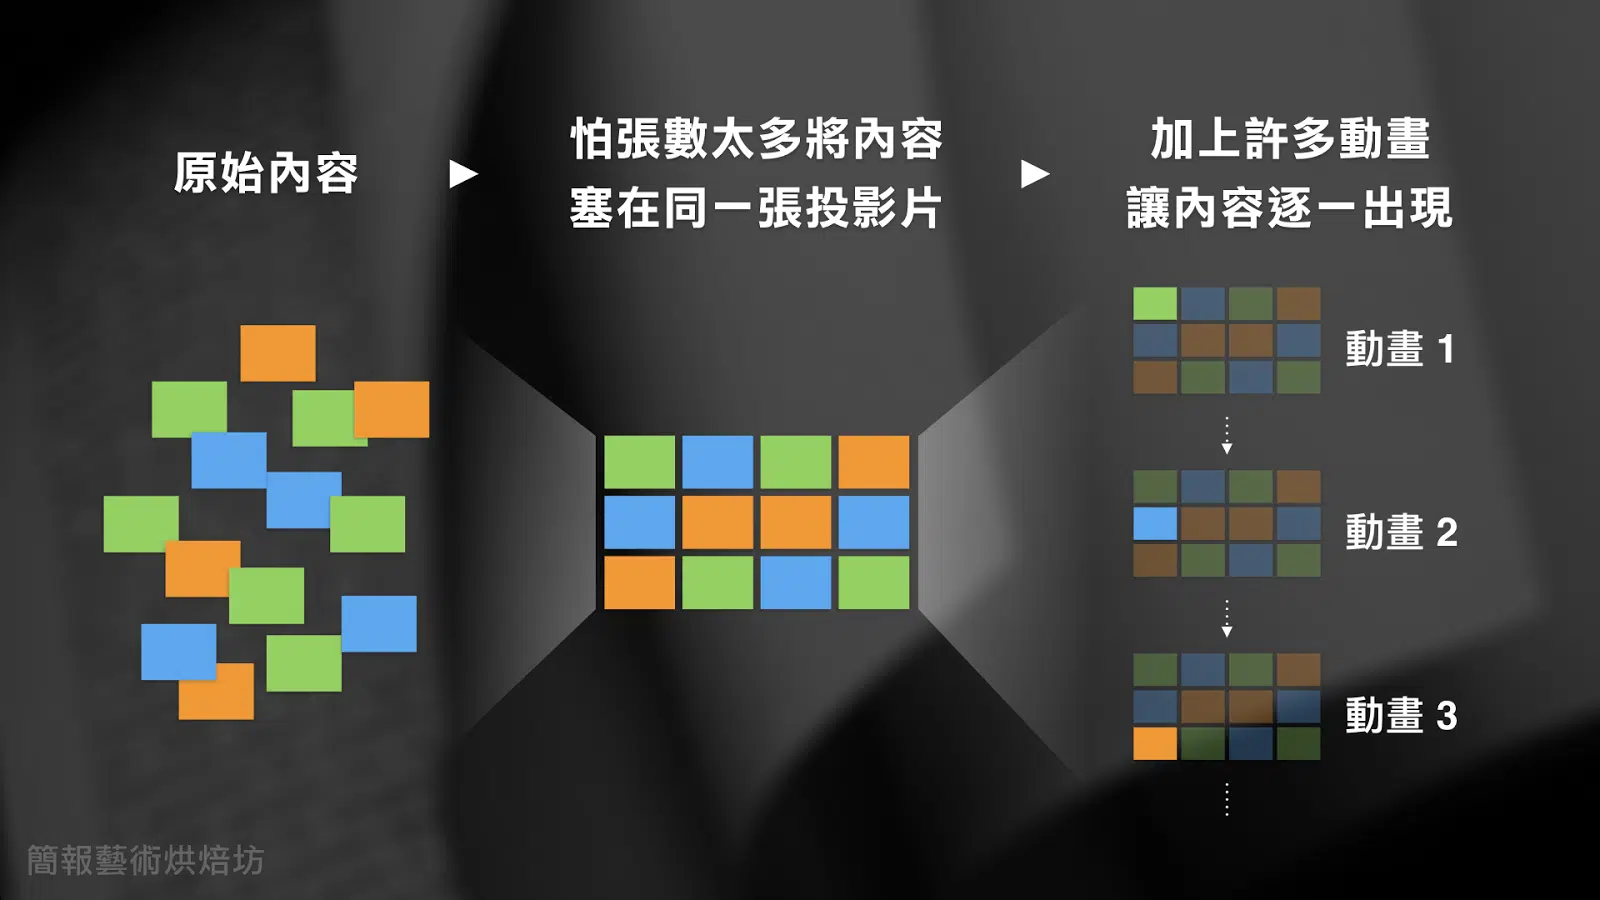 原始內容
怕張數太多將內容
塞在同一張投影片
加上許多動畫
讓內容逐一出現
動畫 1
動畫 2
動畫 3
簡報藝術烘焙坊